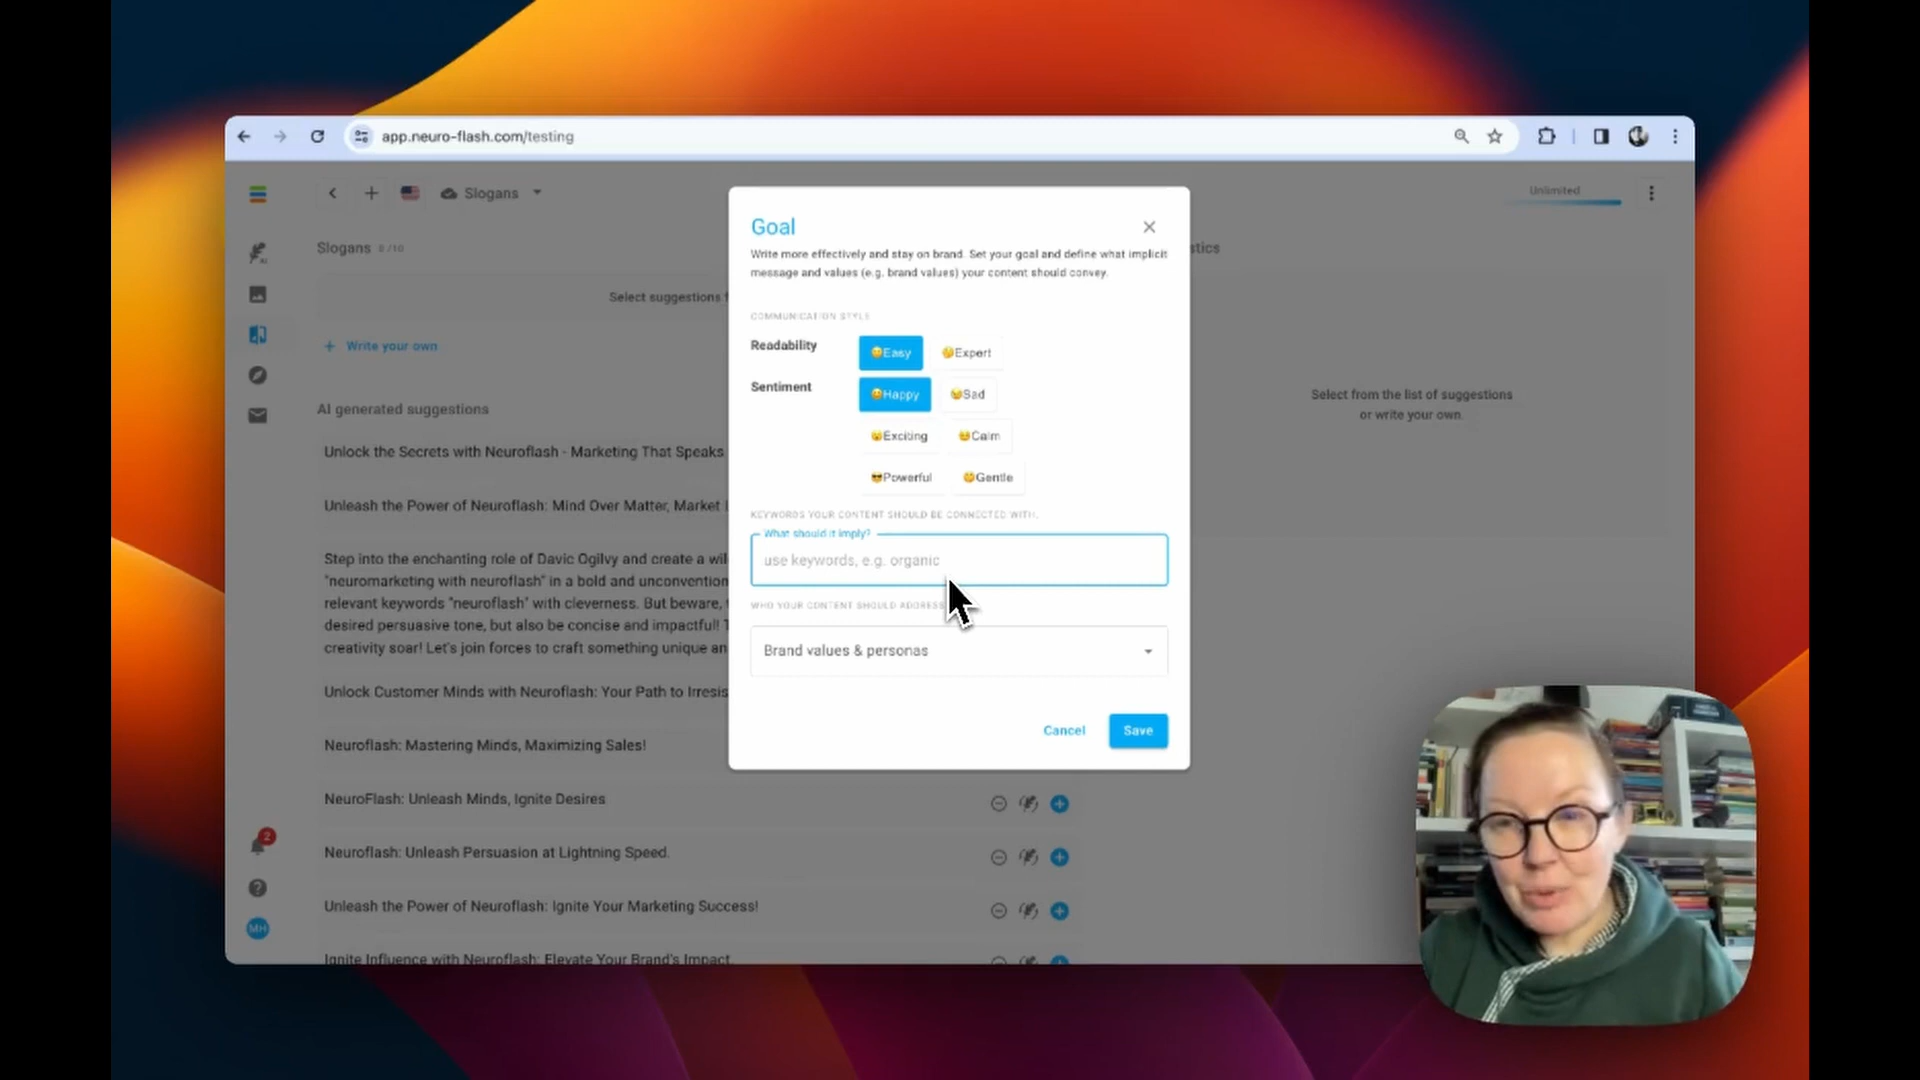 app.neuro-flash.com/testing
Slogans
Unlimited
Slogans
Select suggestions
Write your own
AI generated suggestions
Unlock the Secrets with Neuroflash - Marketing That Speaks
Unleash the Power of Neuroflash: Mind Over Matter, Market
Step into the enchanting role of Davic Ogilvy and create a
"neuromarketing with neuroflash" in a bold and unconvention
relevant keywords "neuroflash" with cleverness. But beware,
desired persuasive tone, but also be concise and impactful!
creativity soar! Let's join forces to craft something unique an
Unlock Customer Minds with Neuroflash: Your Path to Irresis
Neuroflash: Mastering Minds, Maximizing Sales!
NeuroFlash: Unleash Minds, Ignite Desires
Neuroflash: Unleash Persuasion at Lightning Speed.
Unleash the Power of Neuroflash: Ignite Your Marketing Success!
Ignite Influence with Neuroflash: Elevate Your Brand's Impact.
2
MH
Goal
Write more effectively and stay on brand. Set your goal and define what implicit
message and values (e.g. brand values) your content should convey.
COMMUNICATION STYLE
Readability
Easy
Expert
Sentiment
Happy
Sad
Exciting
Calm
Powerful
Gentle
KEYWORDS YOUR CONTENT SHOULD BE CONNECTED WITH.
What should it imply?
use keywords, e.g. organic
WHO YOUR CONTENT SHOULD ADDRESS
Brand values & personas
Cancel
Save
stics
Select from the list of suggestions
or write your own.